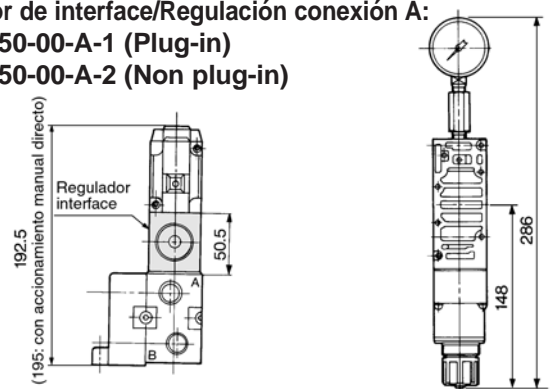 or de interface/Regulación conexión A:
50-00-A-1 (Plug-in)
50-00-A-2 (Non plug-in)
192.5
(195: con accionamiento manual directo)
Regulador
interface
50.5
A
B
286
148